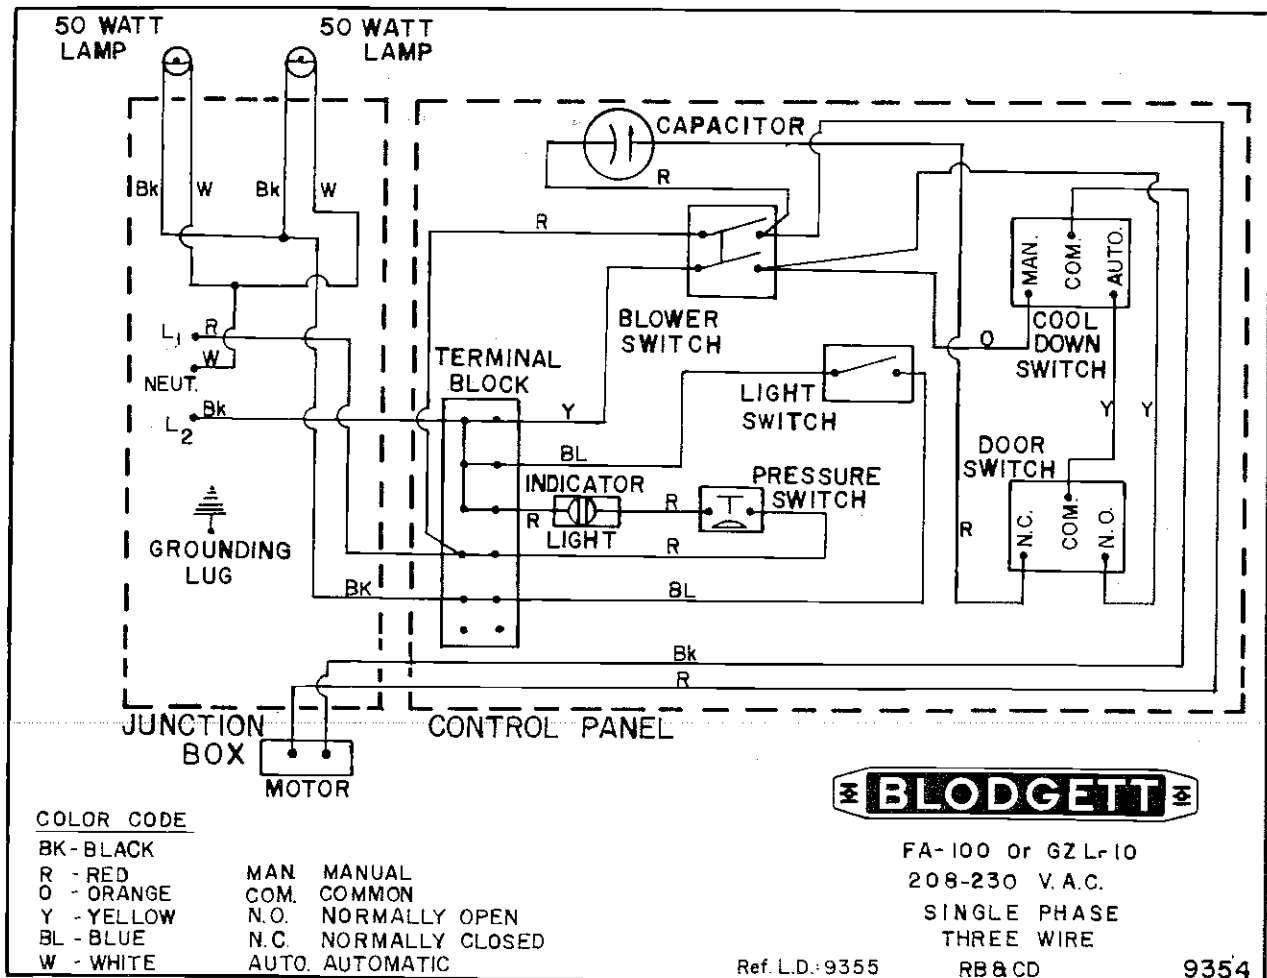 50 WATT
LAMP
50 WATT
LAMP
CAPACITOR
Bk
W
Bk
W
R
R
MAN.
COM.
AUTO.
BLOWER
SWITCH
COOL
DOWN
SWITCH
O
L1
R
W
NEUT.
L2
Bk
TERMINAL
BLOCK
Y
LIGHT
SWITCH
Y
Y
BL
DOOR
SWITCH
INDICATOR
LIGHT
R
R
PRESSURE
SWITCH
N.C.
COM.
N.O.
R
GROUNDING
LUG
R
BK
BL
Bk
R
JUNCTION
BOX
CONTROL PANEL
MOTOR
BLODGETT
COLOR CODE
BK-BLACK
R - RED
O - ORANGE
Y - YELLOW
BL - BLUE
W - WHITE
MAN. MANUAL
COM. COMMON
N.O. NORMALLY OPEN
N.C. NORMALLY CLOSED
AUTO. AUTOMATIC
FA-100 or GZL-10
208-230 V.A.C.
SINGLE PHASE
THREE WIRE
Ref. L.D.:9355
RB&CD
9354